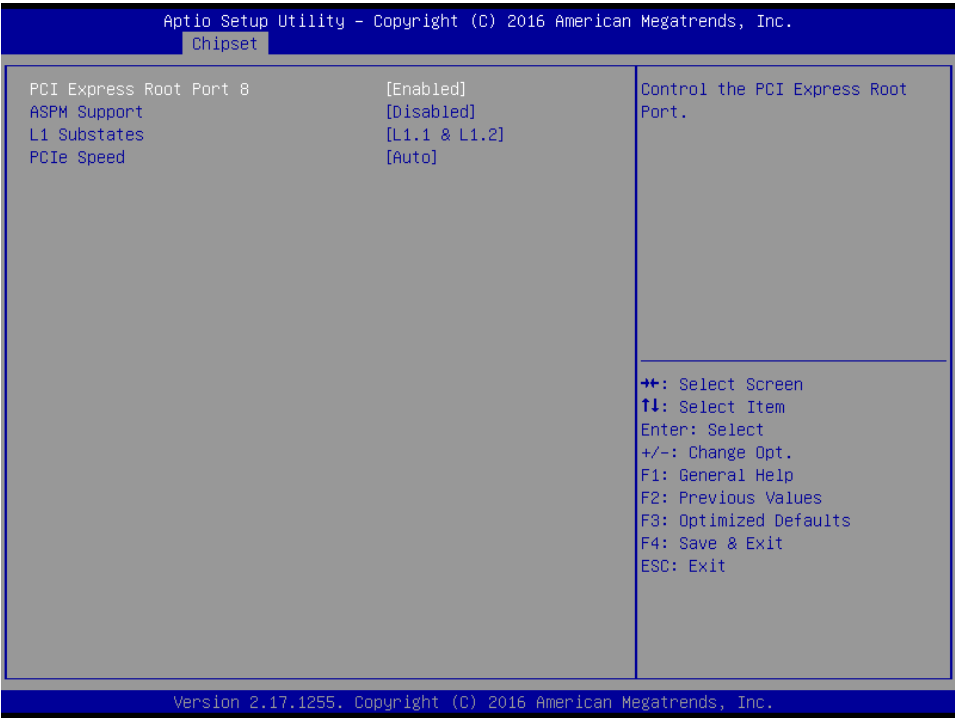 Aptio Setup Utility – Copyright (C) 2016 American Megatrends, Inc.
Chipset
PCI Express Root Port 8 [Enabled]
ASPM Support [Disabled]
L1 Substates [L1.1 & L1.2]
PCIe Speed [Auto]
Control the PCI Express Root
Port.
→←: Select Screen
↑↓: Select Item
Enter: Select
+/-: Change Opt.
F1: General Help
F2: Previous Values
F3: Optimized Defaults
F4: Save & Exit
ESC: Exit
Version 2.17.1255. Copyright (C) 2016 American Megatrends, Inc.